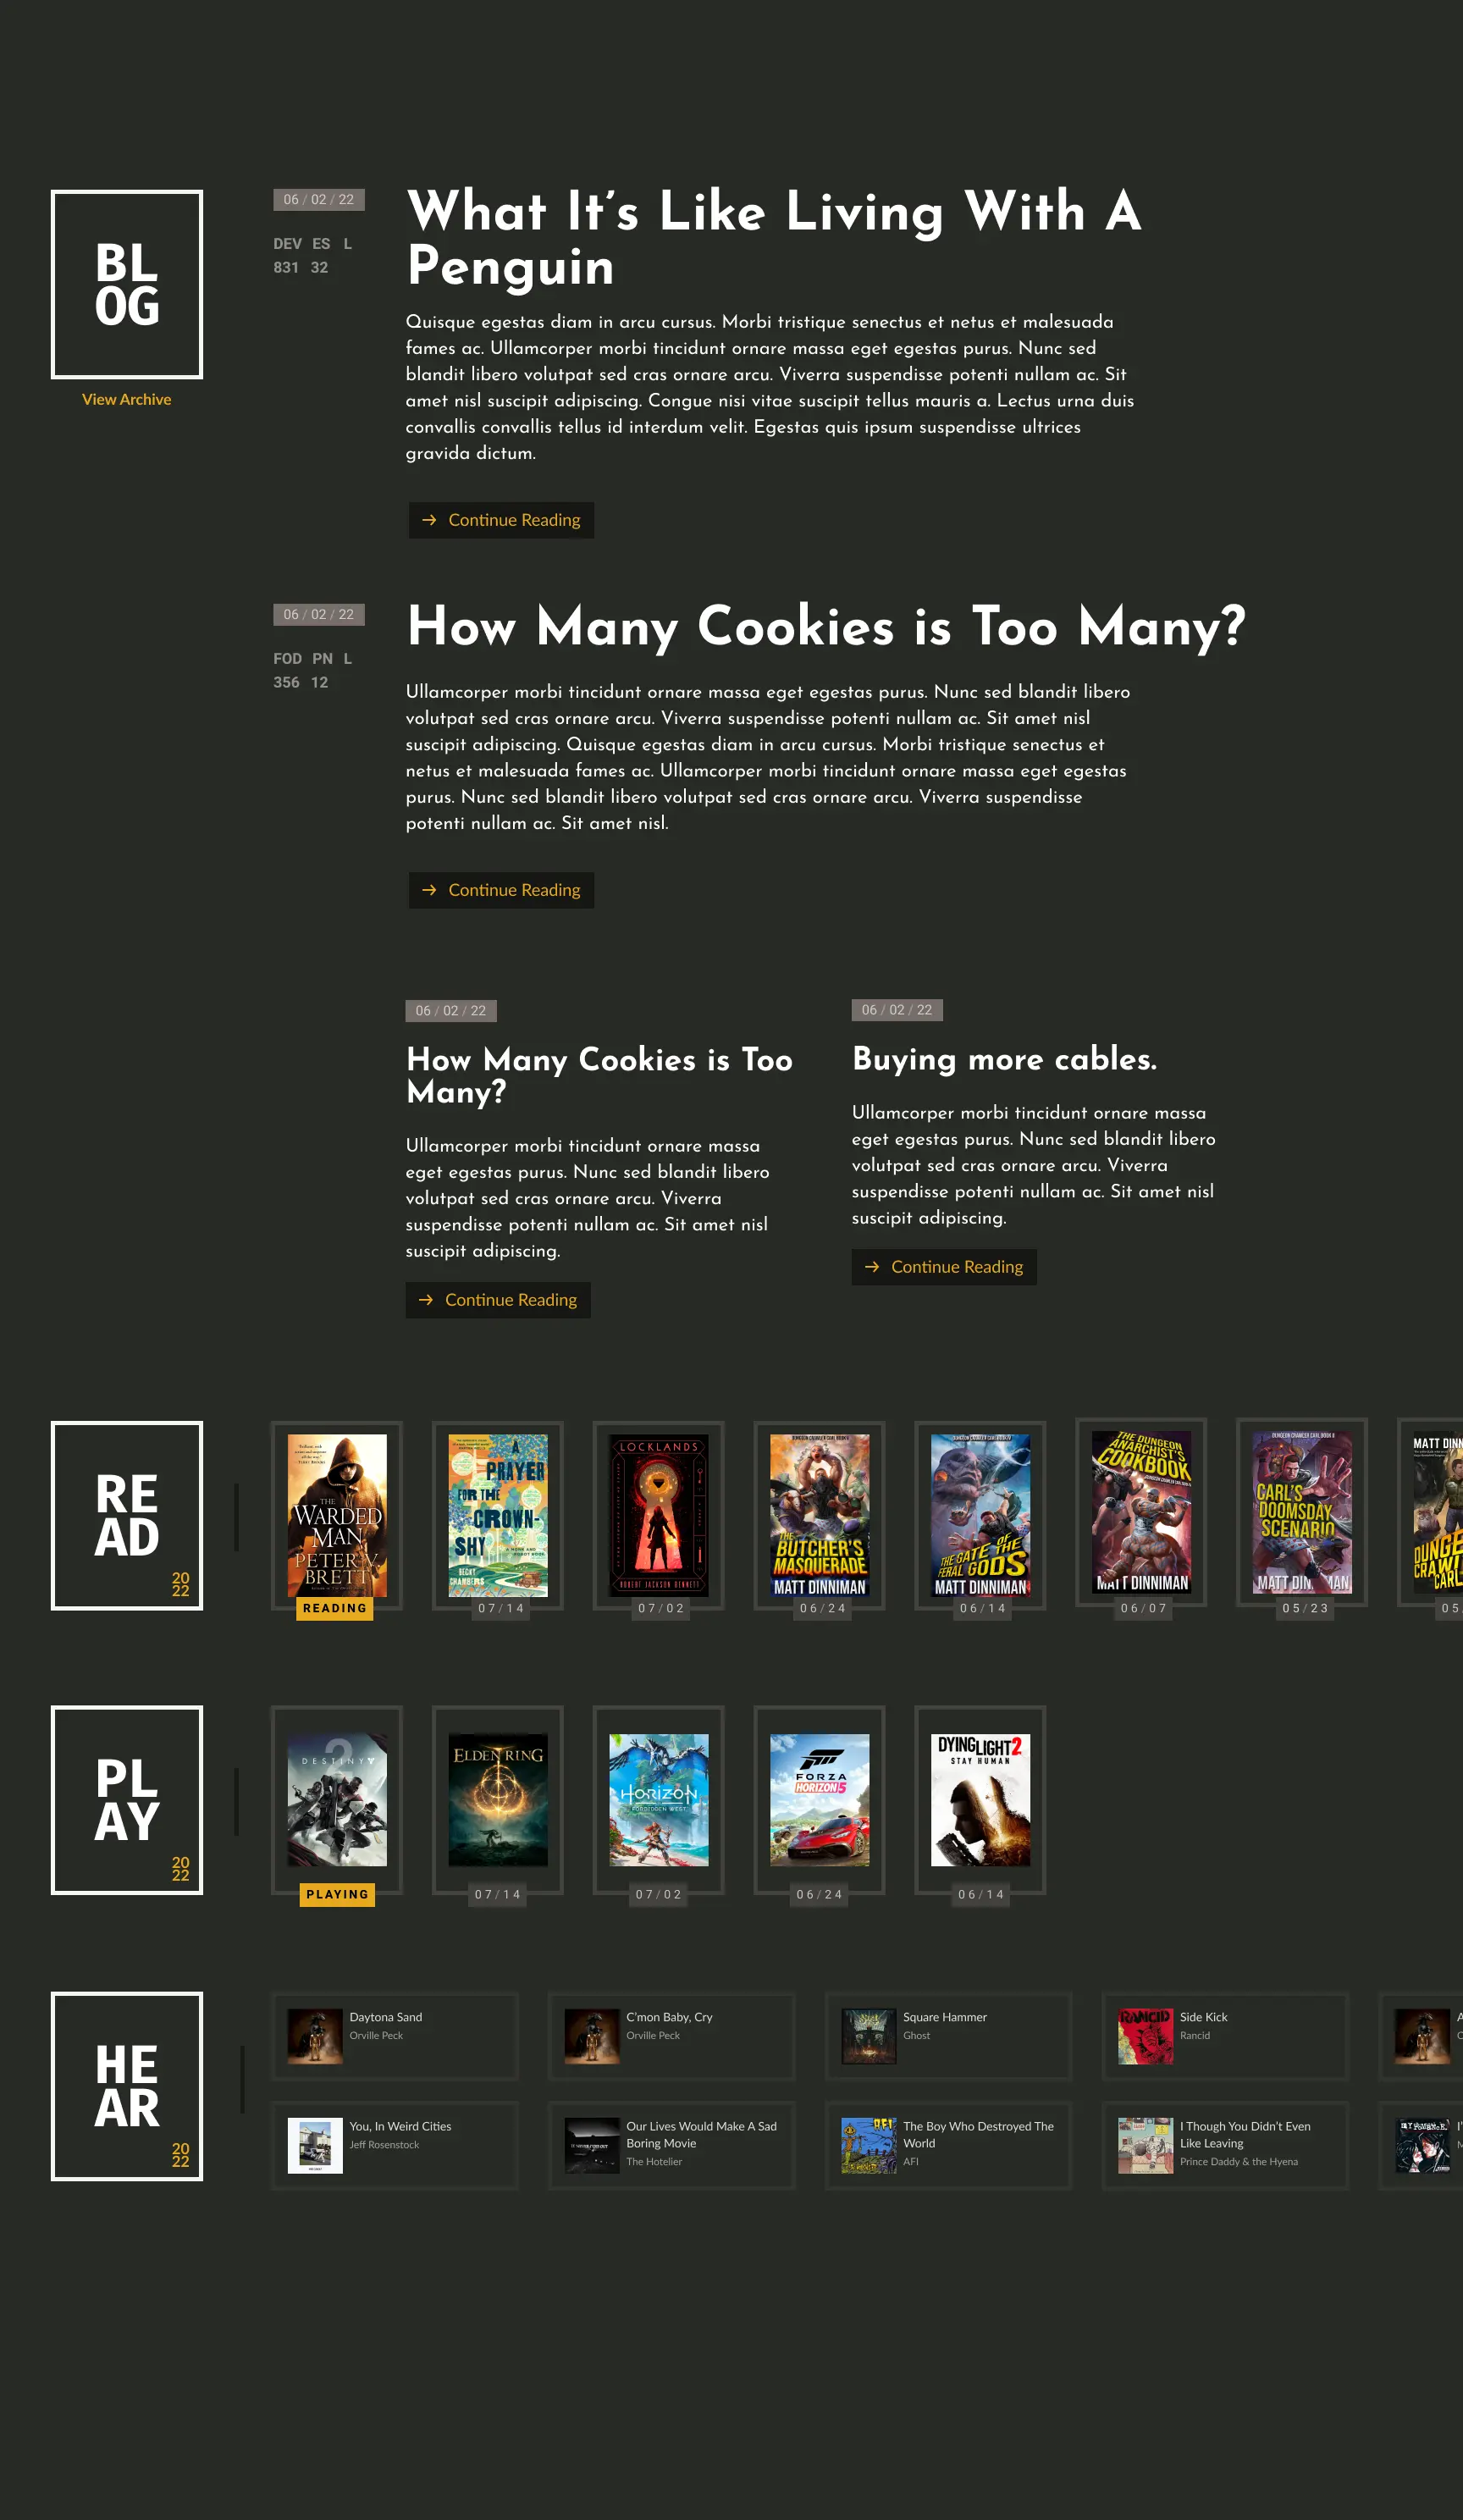 BL
OG
View Archive
06 / 02 / 22
DEV ES L
831 32
What It's Like Living With A
Penguin
Quisque egestas diam in arcu cursus. Morbi tristique senectus et netus et malesuada
fames ac. Ullamcorper morbi tincidunt ornare massa eget egestas purus. Nunc sed
blandit libero volutpat sed cras ornare arcu. Viverra suspendisse potenti nullam ac. Sit
amet nisl suscipit adipiscing. Congue nisi vitae suscipit tellus mauris a. Lectus urna duis
convallis convallis tellus id interdum velit. Egestas quis ipsum suspendisse ultrices
gravida dictum.
→ Continue Reading
06 / 02 / 22
FOD PN L
356 12
How Many Cookies is Too Many?
Ullamcorper morbi tincidunt ornare massa eget egestas purus. Nunc sed blandit libero
volutpat sed cras ornare arcu. Viverra suspendisse potenti nullam ac. Sit amet nisl
suscipit adipiscing. Quisque egestas diam in arcu cursus. Morbi tristique senectus et
netus et malesuada fames ac. Ullamcorper morbi tincidunt ornare massa eget egestas
purus. Nunc sed blandit libero volutpat sed cras ornare arcu. Viverra suspendisse
potenti nullam ac. Sit amet nisl.
→ Continue Reading
06 / 02 / 22
How Many Cookies is Too
Many?
Ullamcorper morbi tincidunt ornare massa
eget egestas purus. Nunc sed blandit libero
volutpat sed cras ornare arcu. Viverra
suspendisse potenti nullam ac. Sit amet nisl
suscipit adipiscing.
→ Continue Reading
06 / 02 / 22
Buying more cables.
Ullamcorper morbi tincidunt ornare massa
eget egestas purus. Nunc sed blandit libero
volutpat sed cras ornare arcu. Viverra
suspendisse potenti nullam ac. Sit amet nisl
suscipit adipiscing.
→ Continue Reading
RE
AD
20
22
THE
WARDED
MAN
PETER V.
BRETT
READING
A
PRAYER
FOR THE
CROWN-
SHY
BECKY
CHAMBERS
07/14
LOCKLANDS
ROBERT JACKSON BENNETT
07/02
THE
BUTCHER'S
MASQUERADE
MATT DINNIMAN
06/24
THE GATE OF THE
FERAL GODS
MATT DINNIMAN
06/14
THE DUNGEON
ANARCHIST'S
COOKBOOK
MATT DINNIMAN
06/07
DUNGEON CRAWLER CARL BOOK II
CARL'S
DOOMSDAY
SCENARIO
MATT DIN MAN
05/23
MATT DINN
DUNGE
CRAWL
CARL
05
PL
AY
20
22
2
DESTINY
PLAYING
ELDEN RING
07/14
HORIZON
FORBIDDEN WEST
07/02
FORZA
HORIZON 5
06/24
DYING LIGHT 2
STAY HUMAN
06/14
HE
AR
20
22
Daytona Sand
Orville Peck
C'mon Baby, Cry
Orville Peck
Square Hammer
Ghost
RANCID
Side Kick
Rancid
A
O
You, In Weird Cities
Jeff Rosenstock
Our Lives Would Make A Sad
Boring Movie
The Hotelier
AFI
The Boy Who Destroyed The
World
AFI
I Though You Didn't Even
Like Leaving
Prince Daddy & the Hyena
I'
M